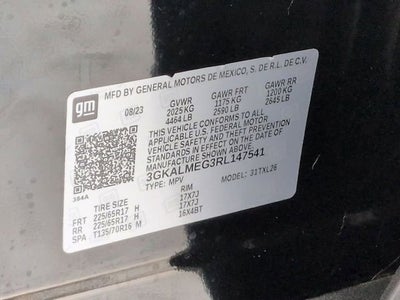 gm
MFD BY GENERAL MOTORS DE MEXICO, S. DE R.L. DE C.V.
08/23 GVWR GAWR FRT GAWR RR
2025 KG 1175 KG 1200 KG
4464 LB 2590 LB 2645 LB
THIS VEHICLE CONFORMS TO ALL
APPLICABLE U.S. FEDERAL MOTOR
VEHICLE SAFETY, BUMPER, AND THEFT PREVENTION
STANDARDS IN EFFECT ON THE DATE OF
MANUFACTURE SHOWN ABOVE.
3GKALMEG3RL147541
384A TYPE: MPV 31TXL26
TIRE SIZE RIM
FRT 225/65R17 H 17X7J
RR 225/65R17 H 17X7J
SPA T135/70R16 M 16X4BT